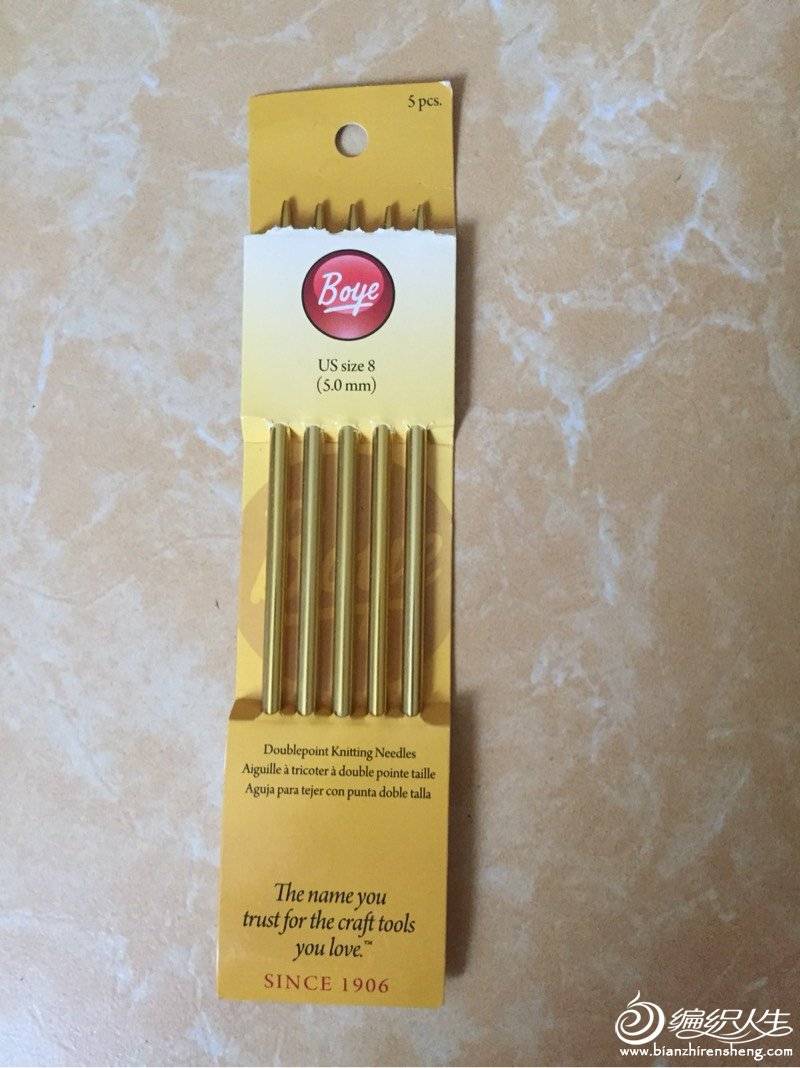 5 pcs.
Boye
US size 8
(5.0 mm)
Doublepoint Knitting Needles
Aiguille à tricoter à double pointe taille
Aguja para tejer con punta doble talla
The name you
trust for the craft tools
you love.™
SINCE 1906
编织人生
www.bianzhirensheng.com